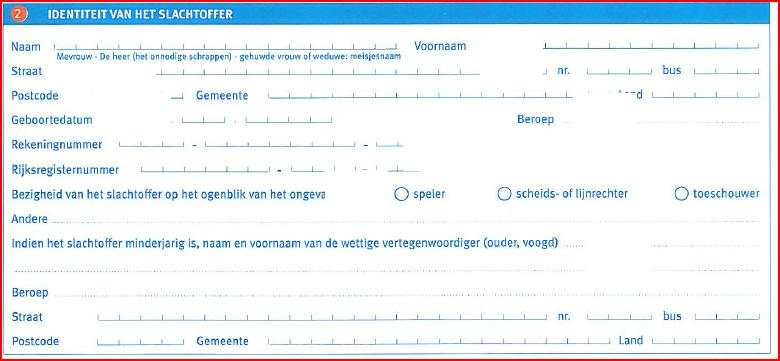 2 IDENTITEIT VAN HET SLACHTOFFER
Naam Voornaam
Mevrouw - De heer (het onnodige schrappen) - gehuwde vrouw of weduwe: meisjesnaam
Straat nr. bus
Postcode Gemeente d
Geboortedatum Beroep
Rekeningnummer - -
Rijksregisternummer - -
Bezigheid van het slachtoffer op het ogenblik van het ongeva speler scheids- of lijnrechter toeschouwer
Andere
Indien het slachtoffer minderjarig is, naam en voornaam van de wettige vertegenwoordiger (ouder, voogd)
Beroep
Straat nr. bus
Postcode Gemeente Land